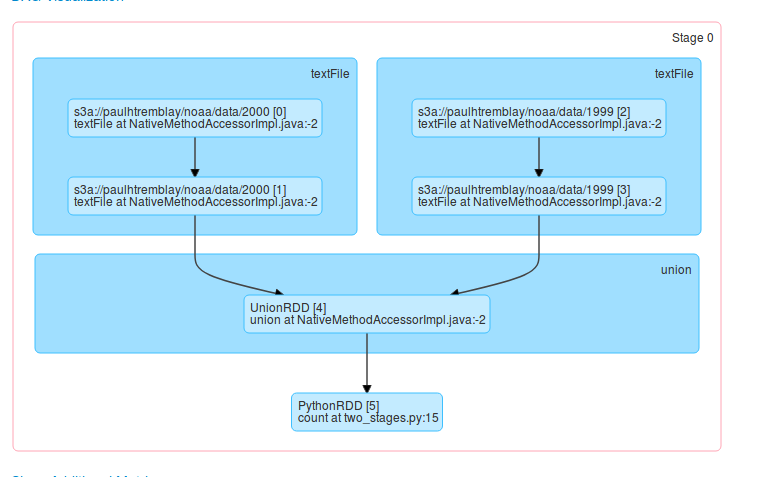 Stage 0
textFile
textFile
s3a://paulhtremblay/noaa/data/2000 [0]
textFile at NativeMethodAccessorImpl.java:-2
s3a://paulhtremblay/noaa/data/1999 [2]
textFile at NativeMethodAccessorImpl.java:-2
s3a://paulhtremblay/noaa/data/2000 [1]
textFile at NativeMethodAccessorImpl.java:-2
s3a://paulhtremblay/noaa/data/1999 [3]
textFile at NativeMethodAccessorImpl.java:-2
union
UnionRDD [4]
union at NativeMethodAccessorImpl.java:-2
PythonRDD [5]
count at two_stages.py:15